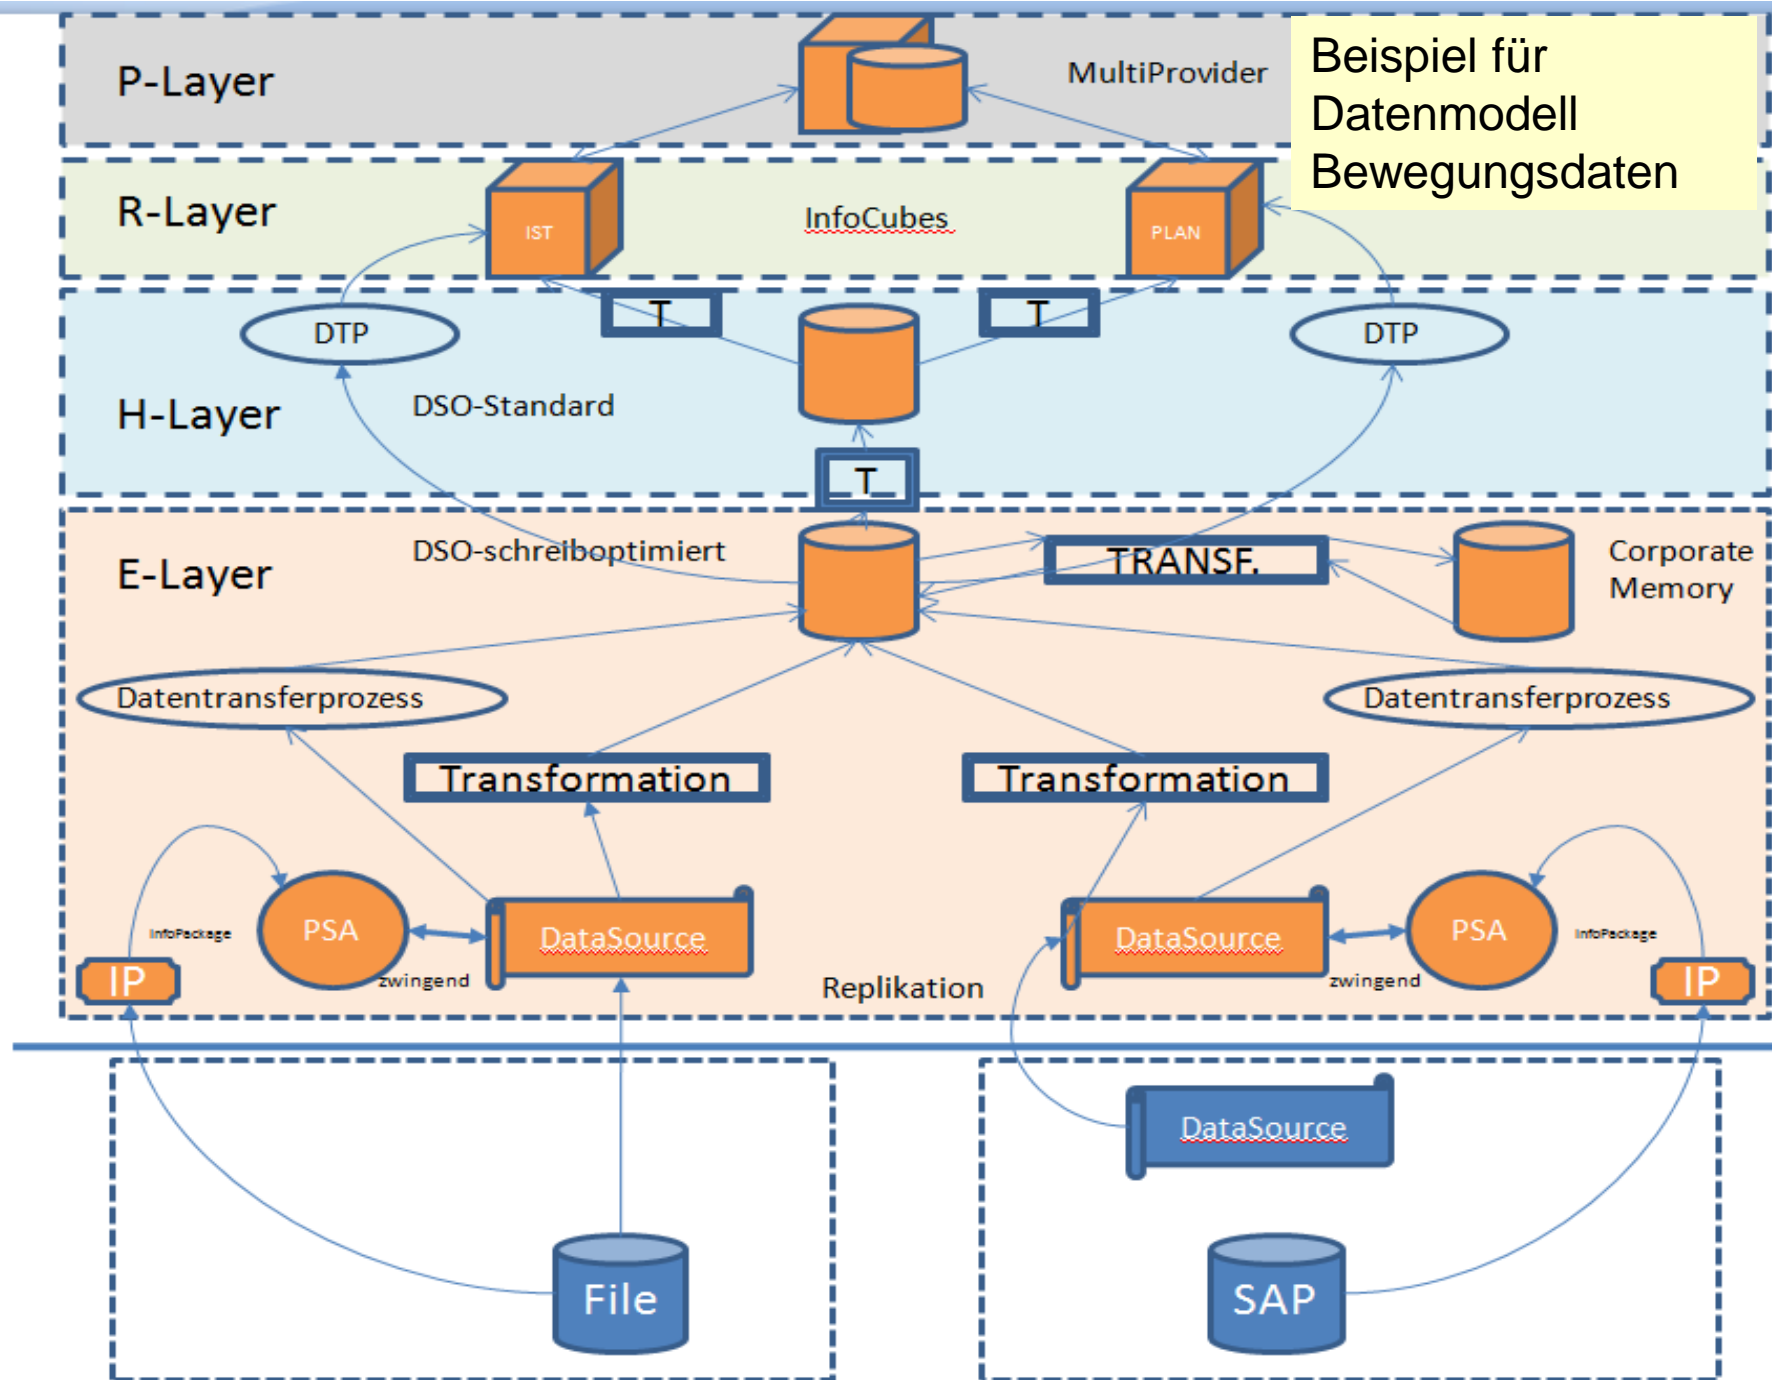 Beispiel für
Datenmodell
Bewegungsdaten
P-Layer
MultiProvider
R-Layer
IST
InfoCubes
PLAN
T
T
DTP
DTP
H-Layer
DSO-Standard
T
E-Layer
DSO-schreiboptimiert
TRANSF.
Corporate
Memory
Datentransferprozess
Datentransferprozess
Transformation
Transformation
InfoPackage
PSA
DataSource
DataSource
PSA
InfoPackage
IP
zwingend
Replikation
zwingend
IP
DataSource
File
SAP